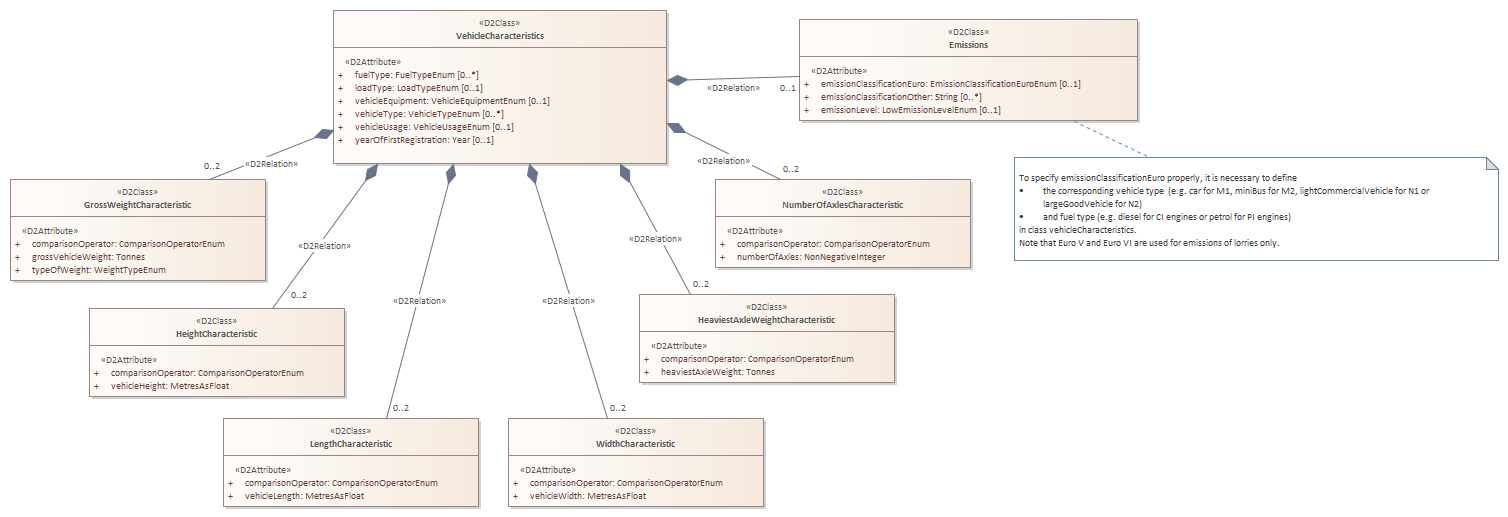 «D2Class»
VehicleCharacteristics
«D2Attribute»
+ fuelType: FuelTypeEnum [0..*]
+ loadType: LoadTypeEnum [0..1]
+ vehicleEquipment: VehicleEquipmentEnum [0..1]
+ vehicleType: VehicleTypeEnum [0..*]
+ vehicleUsage: VehicleUsageEnum [0..1]
+ yearOfFirstRegistration: Year [0..1]
«D2Class»
Emissions
«D2Attribute»
+ emissionClassificationEuro: EmissionClassificationEuroEnum [0..1]
+ emissionClassificationOther: String [0..*]
+ emissionLevel: LowEmissionLevelEnum [0..1]
«D2Relation» 0..1
0..2 «D2Relation»
«D2Relation»
0..2
To specify emissionClassificationEuro properly, it is necessary to define
• the corresponding vehicle type (e.g. car for M1, miniBus for M2, lightCommercialVehicle for N1 or
largeGoodVehicle for N2)
• and fuel type (e.g. diesel for CI engines or petrol for PI engines)
in class vehicleCharacteristics.
Note that Euro V and Euro VI are used for emissions of lorries only.
«D2Class»
GrossWeightCharacteristic
«D2Attribute»
+ comparisonOperator: ComparisonOperatorEnum
+ grossVehicleWeight: Tonnes
+ typeOfWeight: WeightTypeEnum
«D2Class»
NumberOfAxlesCharacteristic
«D2Attribute»
+ comparisonOperator: ComparisonOperatorEnum
+ numberOfAxles: NonNegativeInteger
«D2Relation»
0..2
«D2Relation»
0..2
«D2Relation»
0..2
«D2Relation»
0..2
«D2Class»
HeightCharacteristic
«D2Attribute»
+ comparisonOperator: ComparisonOperatorEnum
+ vehicleHeight: MetresAsFloat
«D2Class»
HeaviestAxleWeightCharacteristic
«D2Attribute»
+ comparisonOperator: ComparisonOperatorEnum
+ heaviestAxleWeight: Tonnes
«D2Class»
LengthCharacteristic
«D2Attribute»
+ comparisonOperator: ComparisonOperatorEnum
+ vehicleLength: MetresAsFloat
«D2Class»
WidthCharacteristic
«D2Attribute»
+ comparisonOperator: ComparisonOperatorEnum
+ vehicleWidth: MetresAsFloat